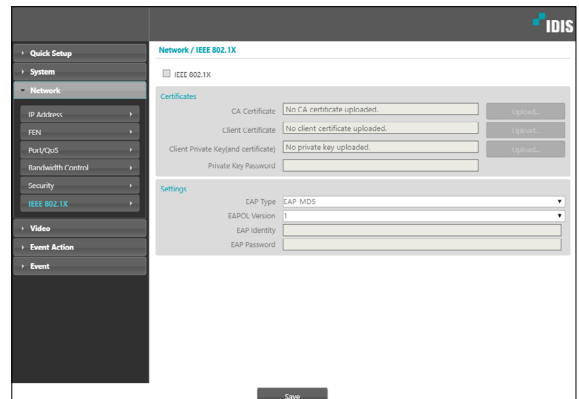 IDIS
Quick Setup
System
Network
IP Address
FEN
Port/QoS
Bandwidth Control
Security
IEEE 802.1X
Video
Event Action
Event
Network / IEEE 802.1X
IEEE 802.1X
Certificates
CA Certificate No CA certificate uploaded. Upload...
Client Certificate No client certificate uploaded. Upload...
Client Private Key(and certificate) No private key uploaded. Upload...
Private Key Password
Settings
EAP Type EAP-MD5
EAPOL Version 1
EAP Identity
EAP Password
Save